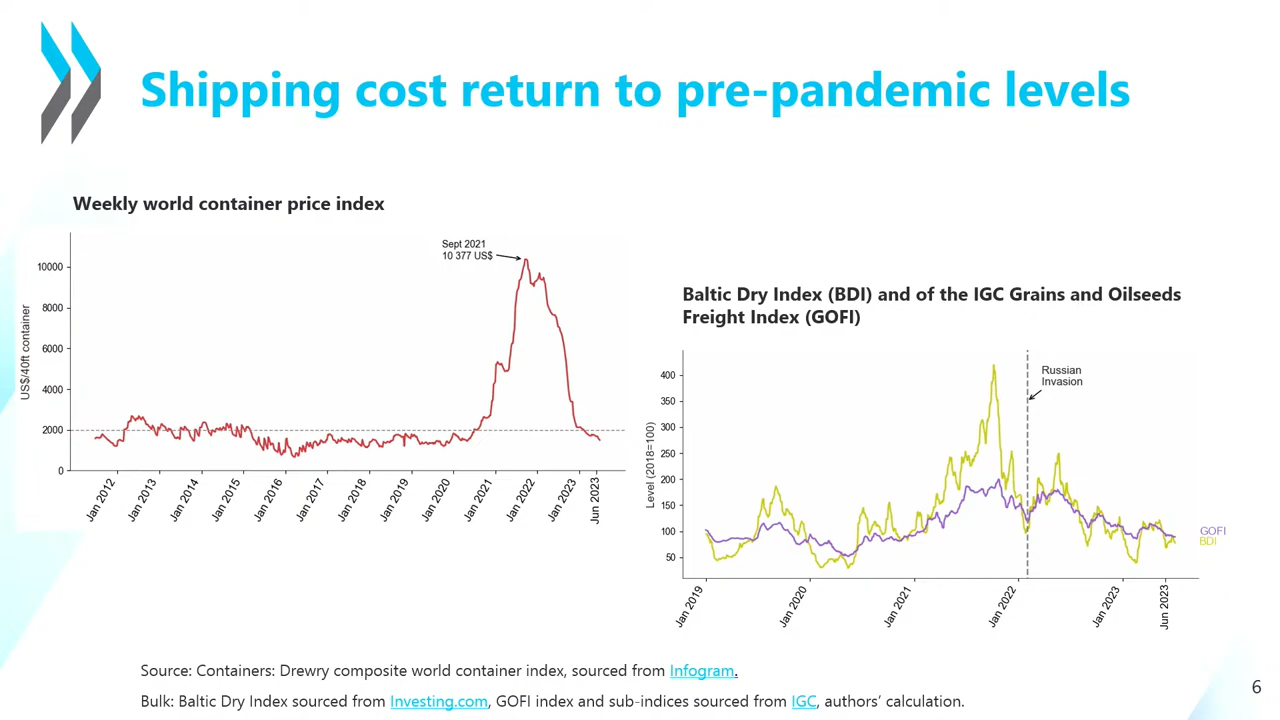 Shipping cost return to pre-pandemic levels
Weekly world container price index
Sept 2021
10 377 US$
US$/40ft container
10000
8000
6000
4000
2000
0
Jan 2012
Jan 2013
Jan 2014
Jan 2015
Jan 2016
Jan 2017
Jan 2018
Jan 2019
Jan 2020
Jan 2021
Jan 2022
Jan 2023
Jun 2023
Baltic Dry Index (BDI) and of the IGC Grains and Oilseeds
Freight Index (GOFI)
Russian
Invasion
Level (2018=100)
400
350
300
250
200
150
100
50
GOFI
BDI
Jan 2019
Jan 2020
Jan 2021
Jan 2022
Jan 2023
Jun 2023
Source: Containers: Drewry composite world container index, sourced from Infogram.
Bulk: Baltic Dry Index sourced from Investing.com, GOFI index and sub-indices sourced from IGC, authors’ calculation.
6